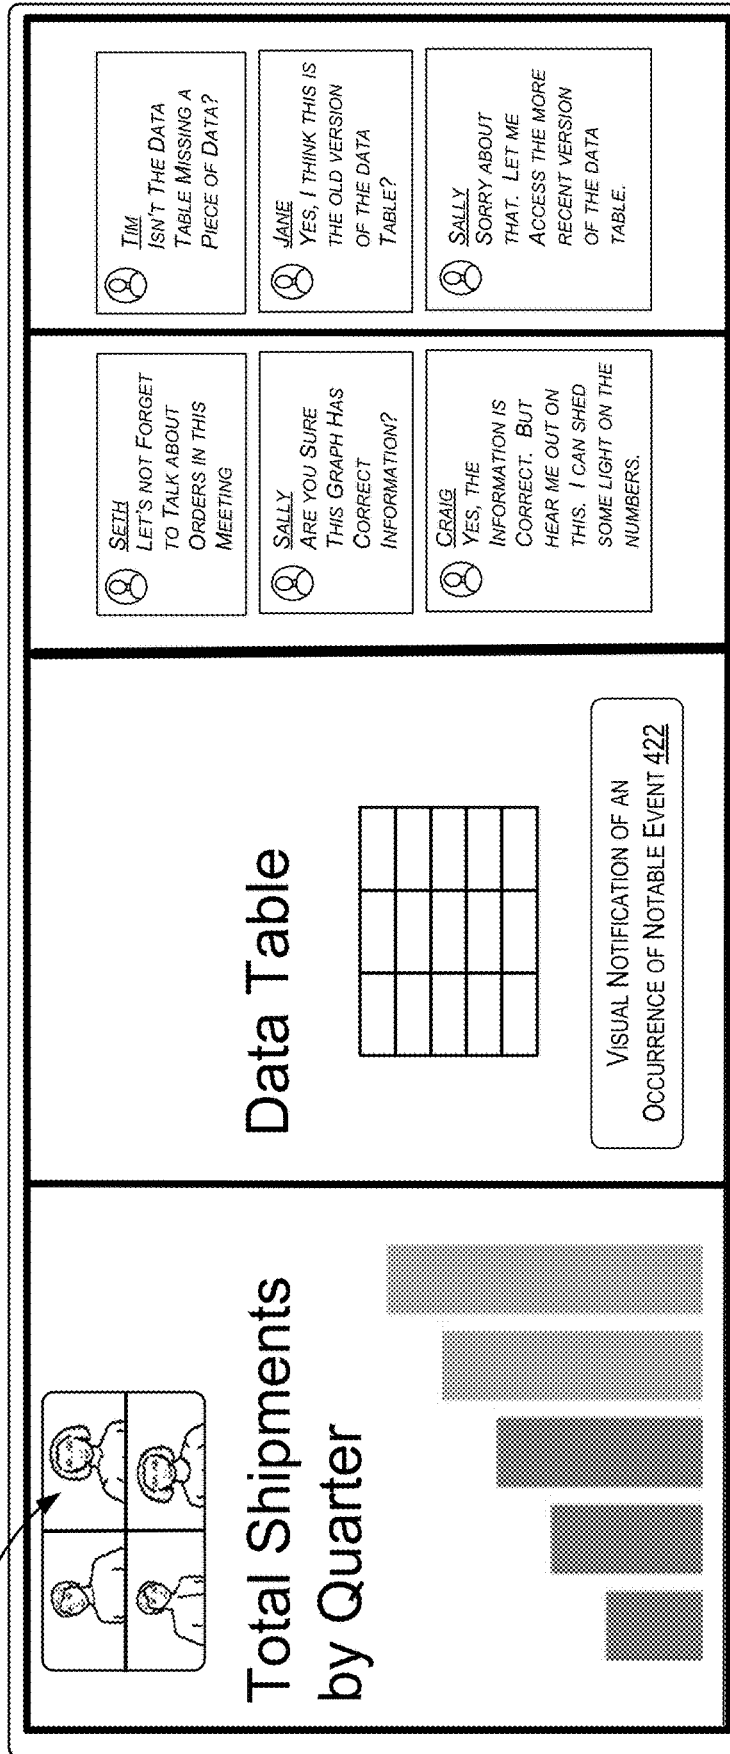 Total Shipments
by Quarter
Data Table
VISUAL NOTIFICATION OF AN
OCCURRENCE OF NOTABLE EVENT 422
SETH
LET'S NOT FORGET
TO TALK ABOUT
ORDERS IN THIS
MEETING
SALLY
ARE YOU SURE
THIS GRAPH HAS
CORRECT
INFORMATION?
CRAIG
YES, THE
INFORMATION IS
CORRECT. BUT
HEAR ME OUT ON
THIS. I CAN SHED
SOME LIGHT ON THE
NUMBERS.
TIM
ISN'T THE DATA
TABLE MISSING A
PIECE OF DATA?
JANE
YES, I THINK THIS IS
THE OLD VERSION
OF THE DATA
TABLE?
SALLY
SORRY ABOUT
THAT. LET ME
ACCESS THE MORE
RECENT VERSION
OF THE DATA
TABLE.